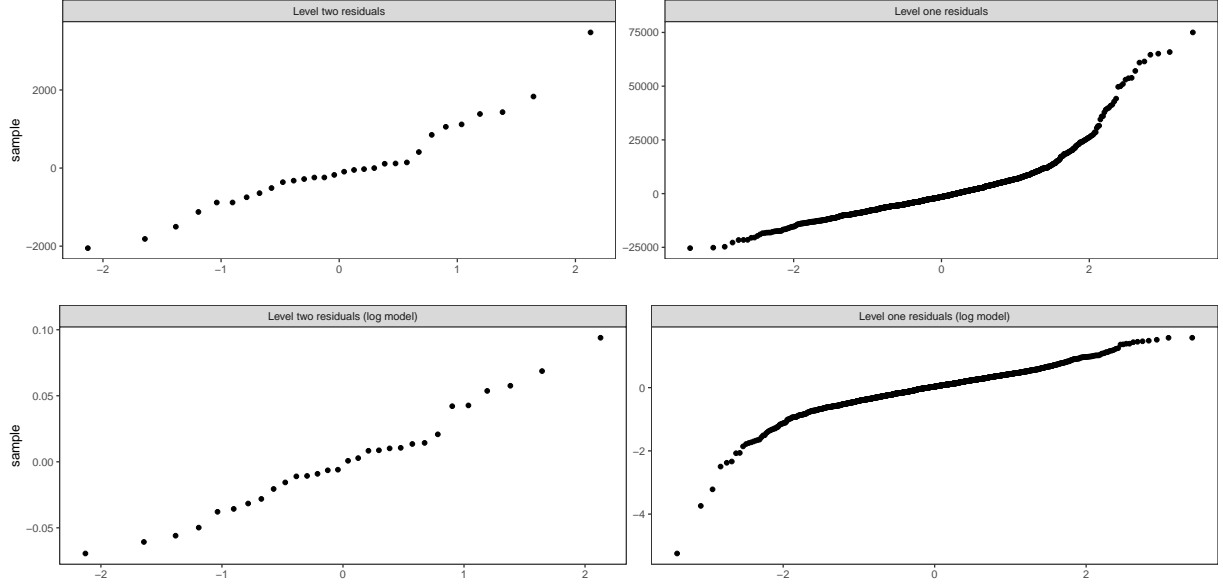 Level two residuals
sample
2000
0
−2000
−2 −1 0 1 2
Level one residuals
75000
50000
25000
0
−25000
−2 0 2
Level two residuals (log model)
sample
0.10
0.05
0.00
−0.05
−2 −1 0 1 2
Level one residuals (log model)
0
−2
−4
−2 0 2